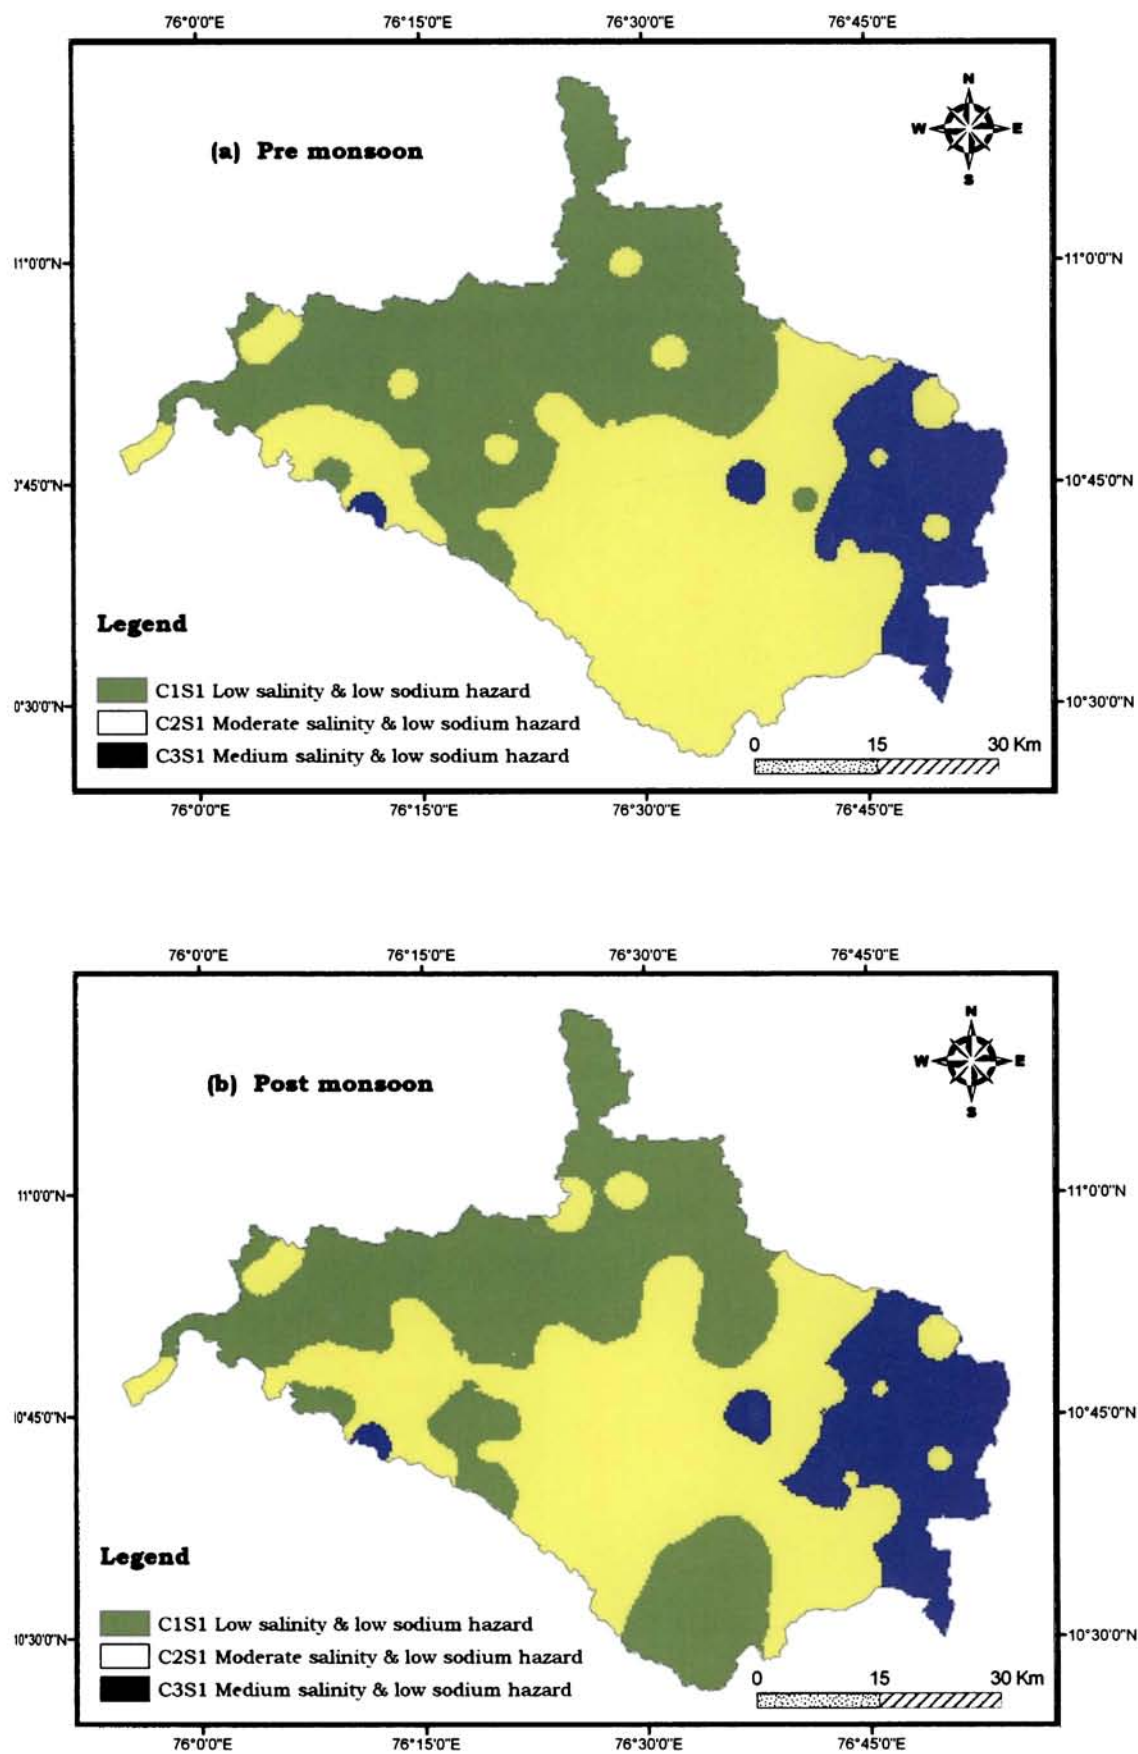 76°0'0"E 76°15'0"E 76°30'0"E 76°45'0"E
(a) Pre monsoon
N
W E
S
11°0'0"N 11°0'0"N
0°45'0"N 10°45'0"N
Legend
C1S1 Low salinity & low sodium hazard
0°30'0"N 10°30'0"N
C2S1 Moderate salinity & low sodium hazard
0 15 30 Km
C3S1 Medium salinity & low sodium hazard
76°0'0"E 76°15'0"E 76°30'0"E 76°45'0"E
76°0'0"E 76°15'0"E 76°30'0"E 76°45'0"E
(b) Post monsoon
N
W E
S
11°0'0"N 11°0'0"N
10°45'0"N 10°45'0"N
Legend
C1S1 Low salinity & low sodium hazard
10°30'0"N 10°30'0"N
C2S1 Moderate salinity & low sodium hazard
0 15 30 Km
C3S1 Medium salinity & low sodium hazard
76°0'0"E 76°15'0"E 76°30'0"E 76°45'0"E